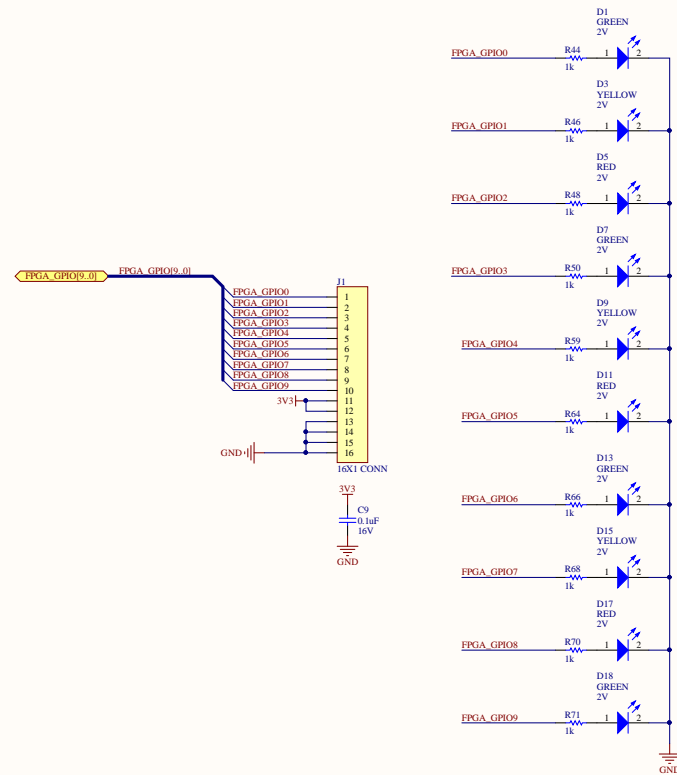 FPGA_GPIO[9..0]
FPGA_GPIO[9..0]
FPGA_GPIO0
FPGA_GPIO1
FPGA_GPIO2
FPGA_GPIO3
FPGA_GPIO4
FPGA_GPIO5
FPGA_GPIO6
FPGA_GPIO7
FPGA_GPIO8
FPGA_GPIO9
3V3
GND
J1
1
2
3
4
5
6
7
8
9
10
11
12
13
14
15
16
16X1 CONN
3V3
C9
0.1uF
16V
GND
D1
GREEN
2V
FPGA_GPIO0
R44
1k
1 2
D3
YELLOW
2V
FPGA_GPIO1
R46
1k
1 2
D5
RED
2V
FPGA_GPIO2
R48
1k
1 2
D7
GREEN
2V
FPGA_GPIO3
R50
1k
1 2
D9
YELLOW
2V
FPGA_GPIO4
R59
1k
1 2
D11
RED
2V
FPGA_GPIO5
R64
1k
1 2
D13
GREEN
2V
FPGA_GPIO6
R66
1k
1 2
D15
YELLOW
2V
FPGA_GPIO7
R68
1k
1 2
D17
RED
2V
FPGA_GPIO8
R70
1k
1 2
D18
GREEN
2V
FPGA_GPIO9
R71
1k
1 2
GND